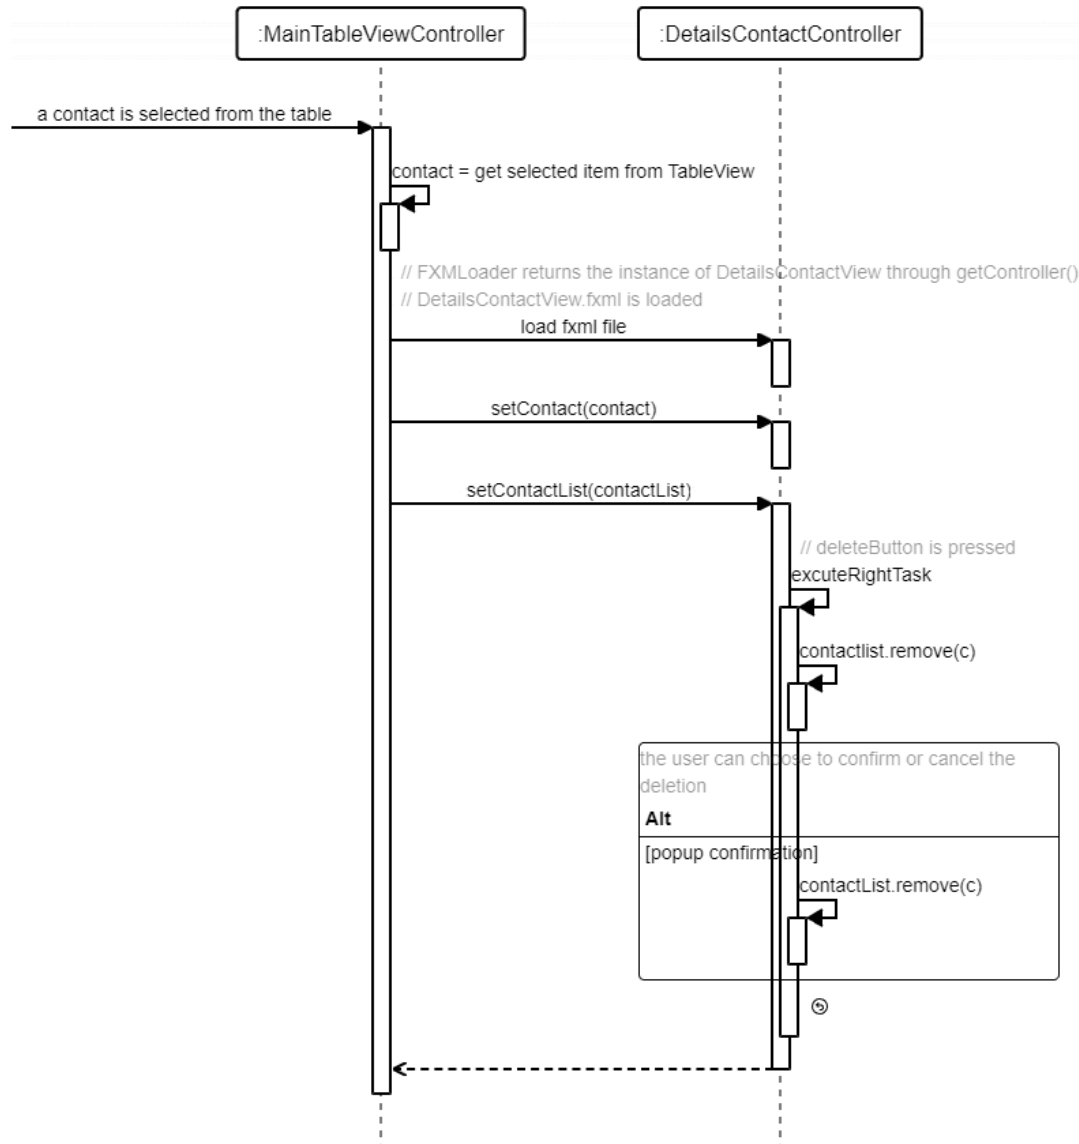 :MainTableViewController
:DetailsContactController
a contact is selected from the table
contact = get selected item from TableView
// FXMLoader returns the instance of DetailsContactView through getController()
// DetailsContactView.fxml is loaded
load fxml file
setContact(contact)
setContactList(contactList)
// deleteButton is pressed
excuteRightTask
contactlist.remove(c)
the user can choose to confirm or cancel the
deletion
Alt
[popup confirmation]
contactList.remove(c)